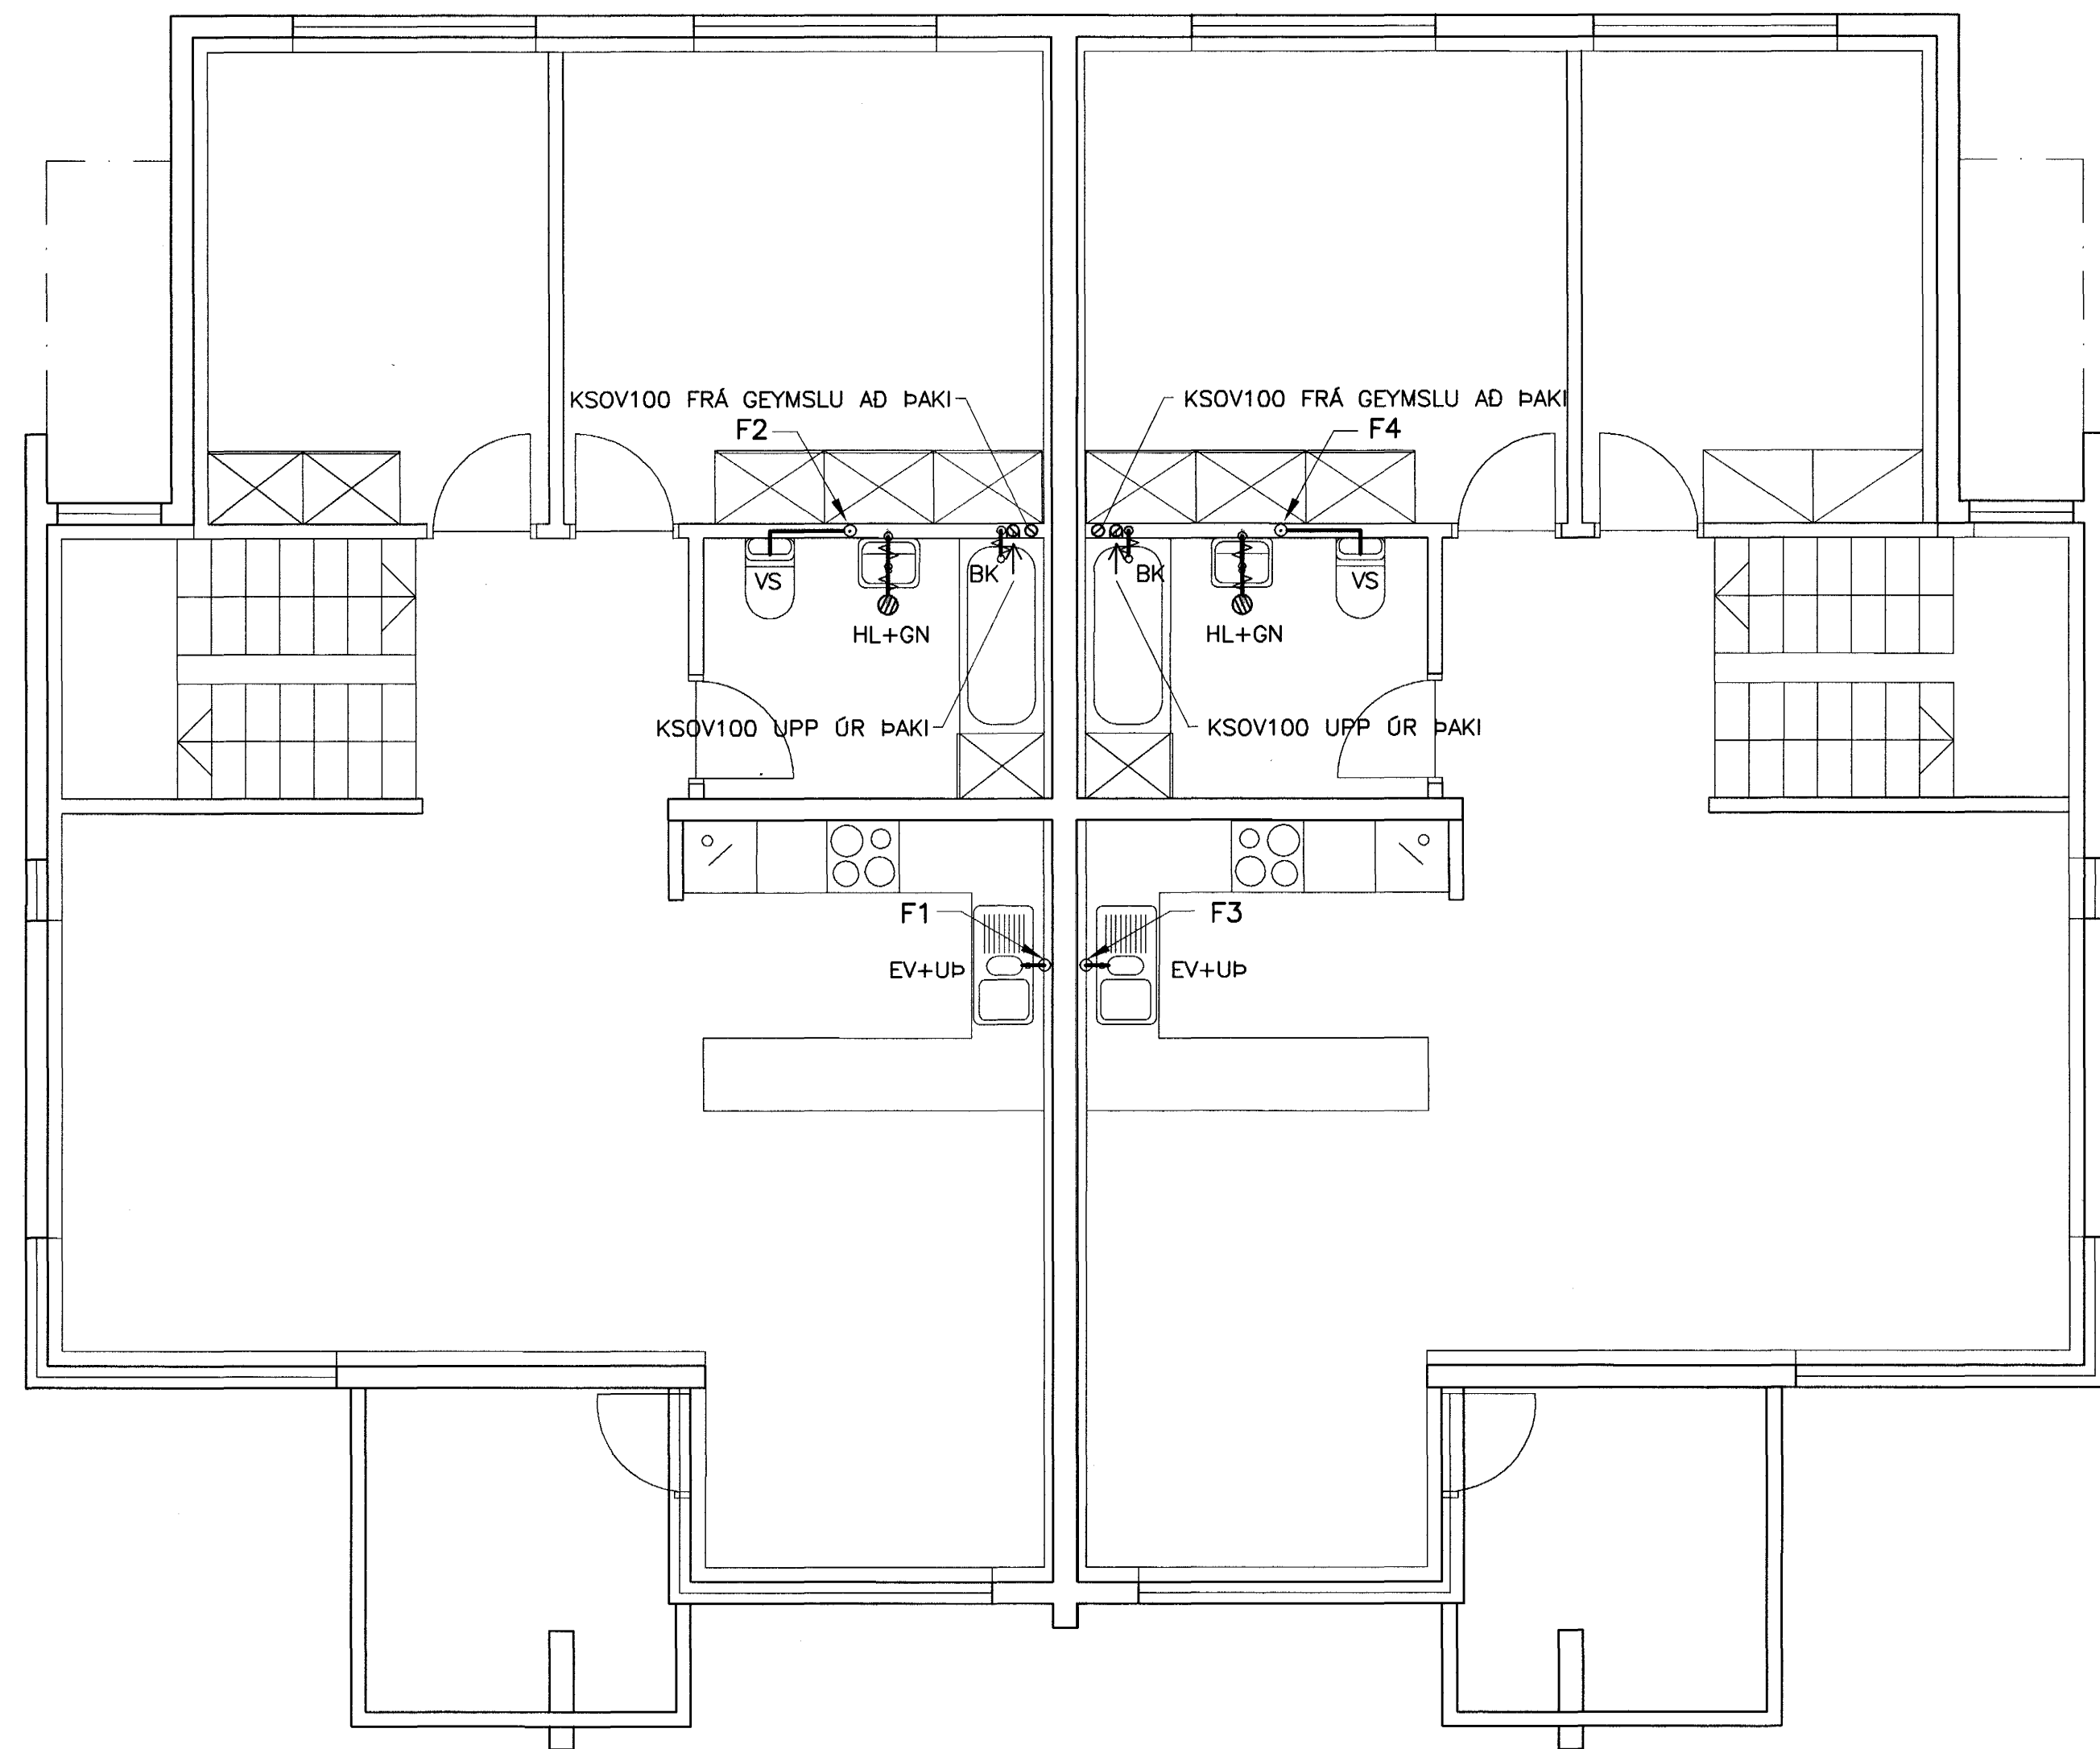 KSOV100 FRÁ GEYMSLU AÐ ÞAKI
KSOV100 FRÁ GEYMSLU AÐ ÞAKI
F2
F4
VS
BK
BK
VS
HL+GN
HL+GN
KSOV100 UPP ÚR ÞAKI
KSOV100 UPP ÚR ÞAKI
F1
F3
EV+UÞ
EV+UÞ